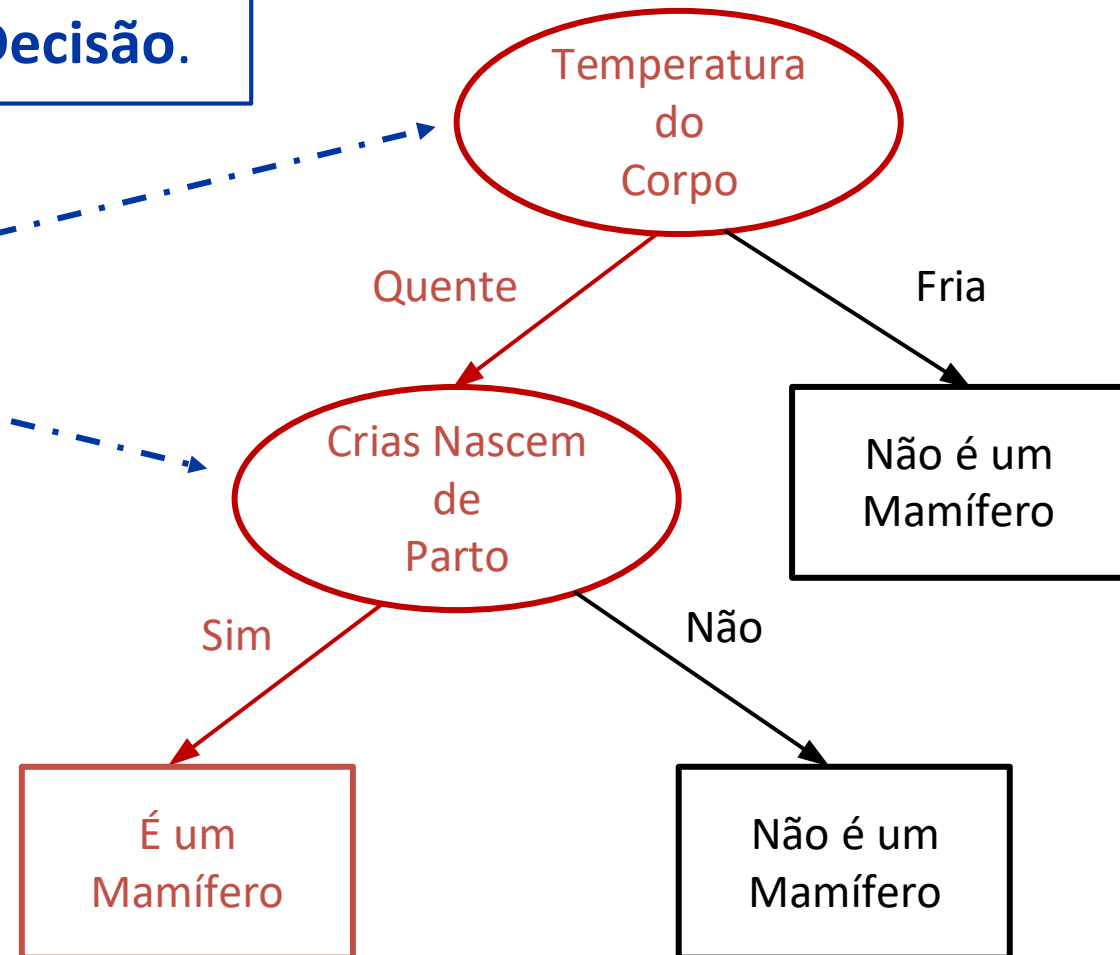 Decisão.
Temperatura
do
Corpo
Quente
Fria
Crias Nascem
de
Parto
Não é um
Mamífero
Sim
Não
É um
Mamífero
Não é um
Mamífero